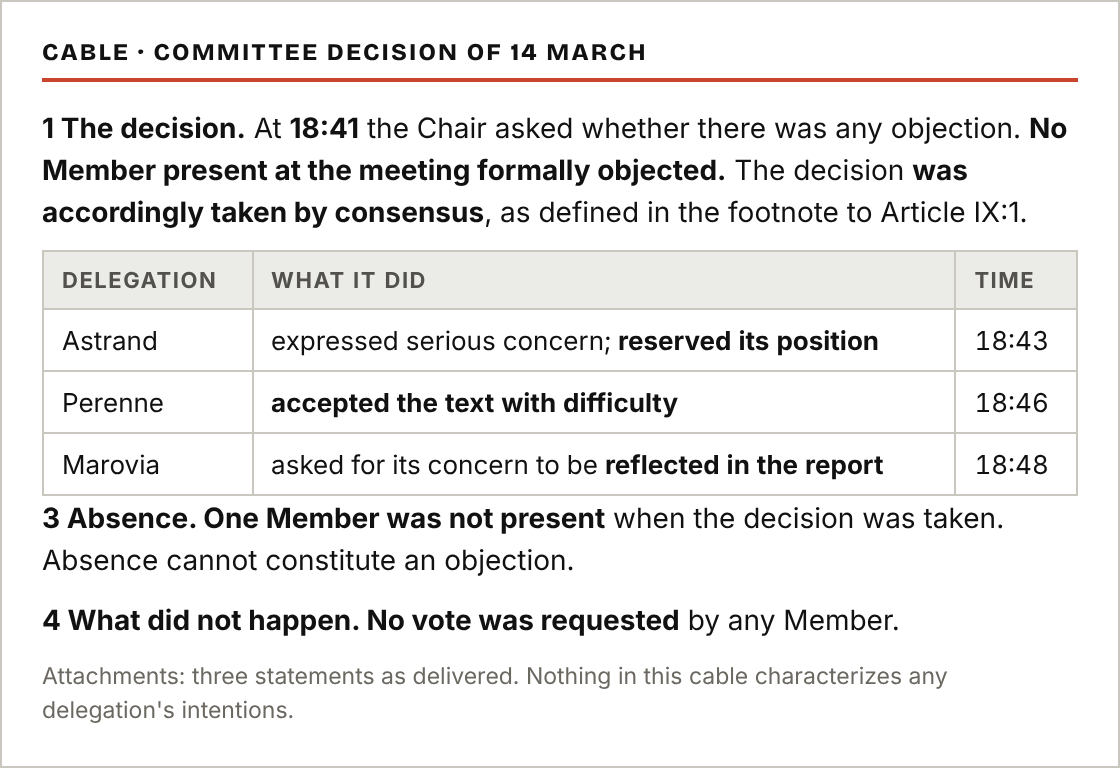 CABLE · COMMITTEE DECISION OF 14 MARCH
1 The decision. At 18:41 the Chair asked whether there was any objection. No
Member present at the meeting formally objected. The decision was
accordingly taken by consensus, as defined in the footnote to Article IX:1.
DELEGATION WHAT IT DID TIME
Astrand expressed serious concern; reserved its position 18:43
Perenne accepted the text with difficulty 18:46
Marovia asked for its concern to be reflected in the report 18:48
3 Absence. One Member was not present when the decision was taken.
Absence cannot constitute an objection.
4 What did not happen. No vote was requested by any Member.
Attachments: three statements as delivered. Nothing in this cable characterizes any
delegation's intentions.